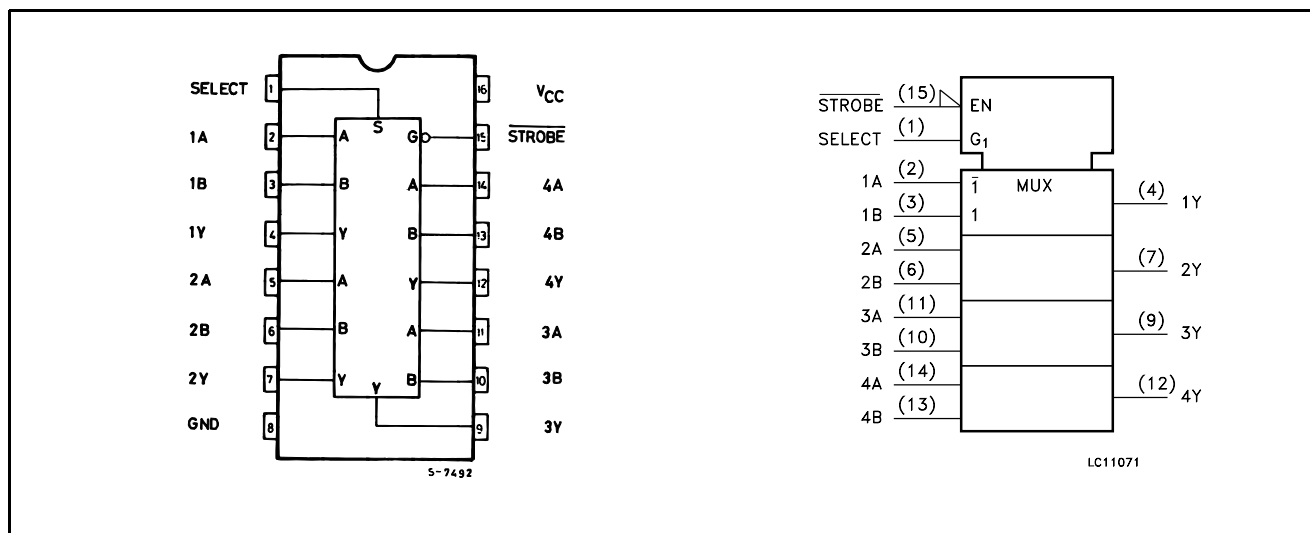 SELECT 1 16 V_CC
S
1A 2 A G 15 S̅T̅R̅O̅B̅E̅
1B 3 B A 14 4A
1Y 4 Y B 13 4B
2A 5 A Y 12 4Y
2B 6 B A 11 3A
2Y 7 Y B 10 3B
Y
GND 8 9 3Y
S-7492
S̅T̅R̅O̅B̅E̅ (15) EN
SELECT (1) G₁
1A (2) 1̅ MUX
(4) 1Y
1B (3) 1
2A (5)
(7) 2Y
2B (6)
3A (11)
(9) 3Y
3B (10)
4A (14)
(12) 4Y
4B (13)
LC11071